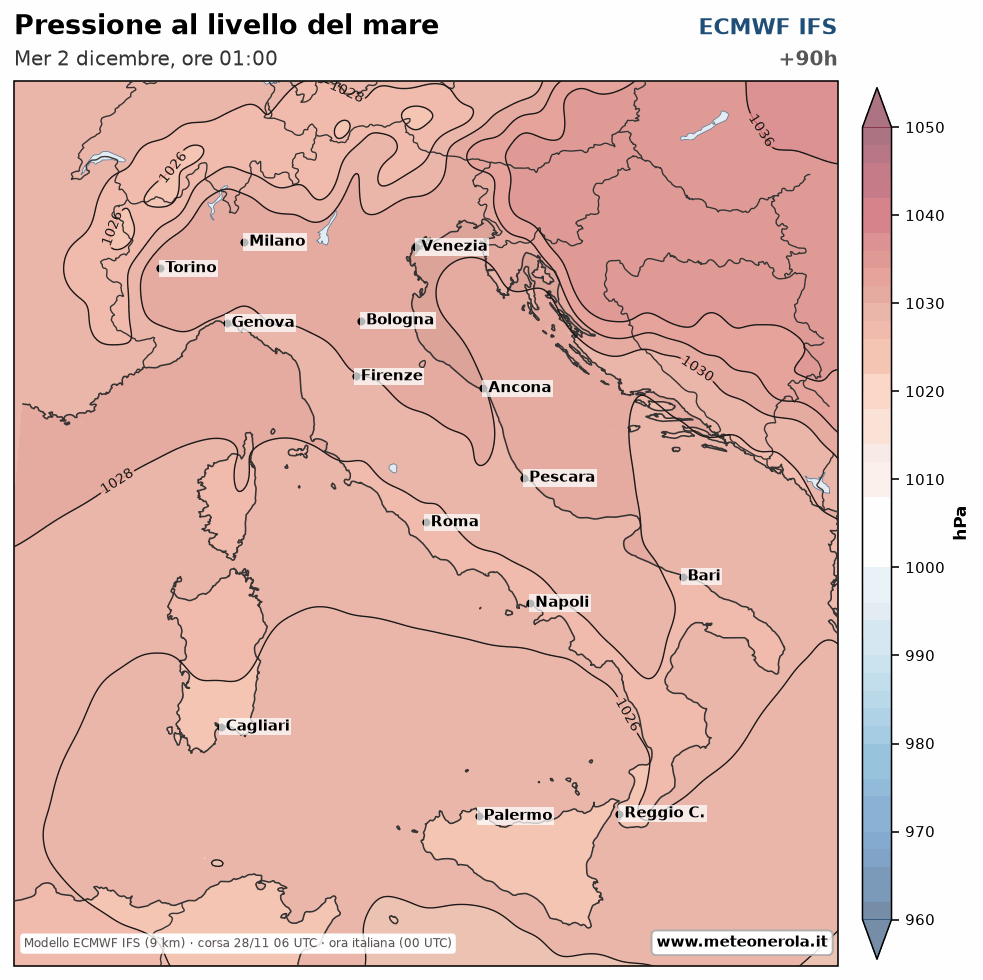 Pressione al livello del mare
ECMWF IFS
Mer 2 dicembre, ore 01:00
+90h
1028
1036
1050
1026
1026
1040
Milano
Venezia
Torino
1030
Genova
Bologna
Firenze
1030
Ancona
1020
1028
Pescara
1010
Roma
hPa
1000
Bari
Napoli
990
1026
Cagliari
980
Palermo
Reggio C.
970
960
Modello ECMWF IFS (9 km) · corsa 28/11 06 UTC · ora italiana (00 UTC)
www.meteonerola.it